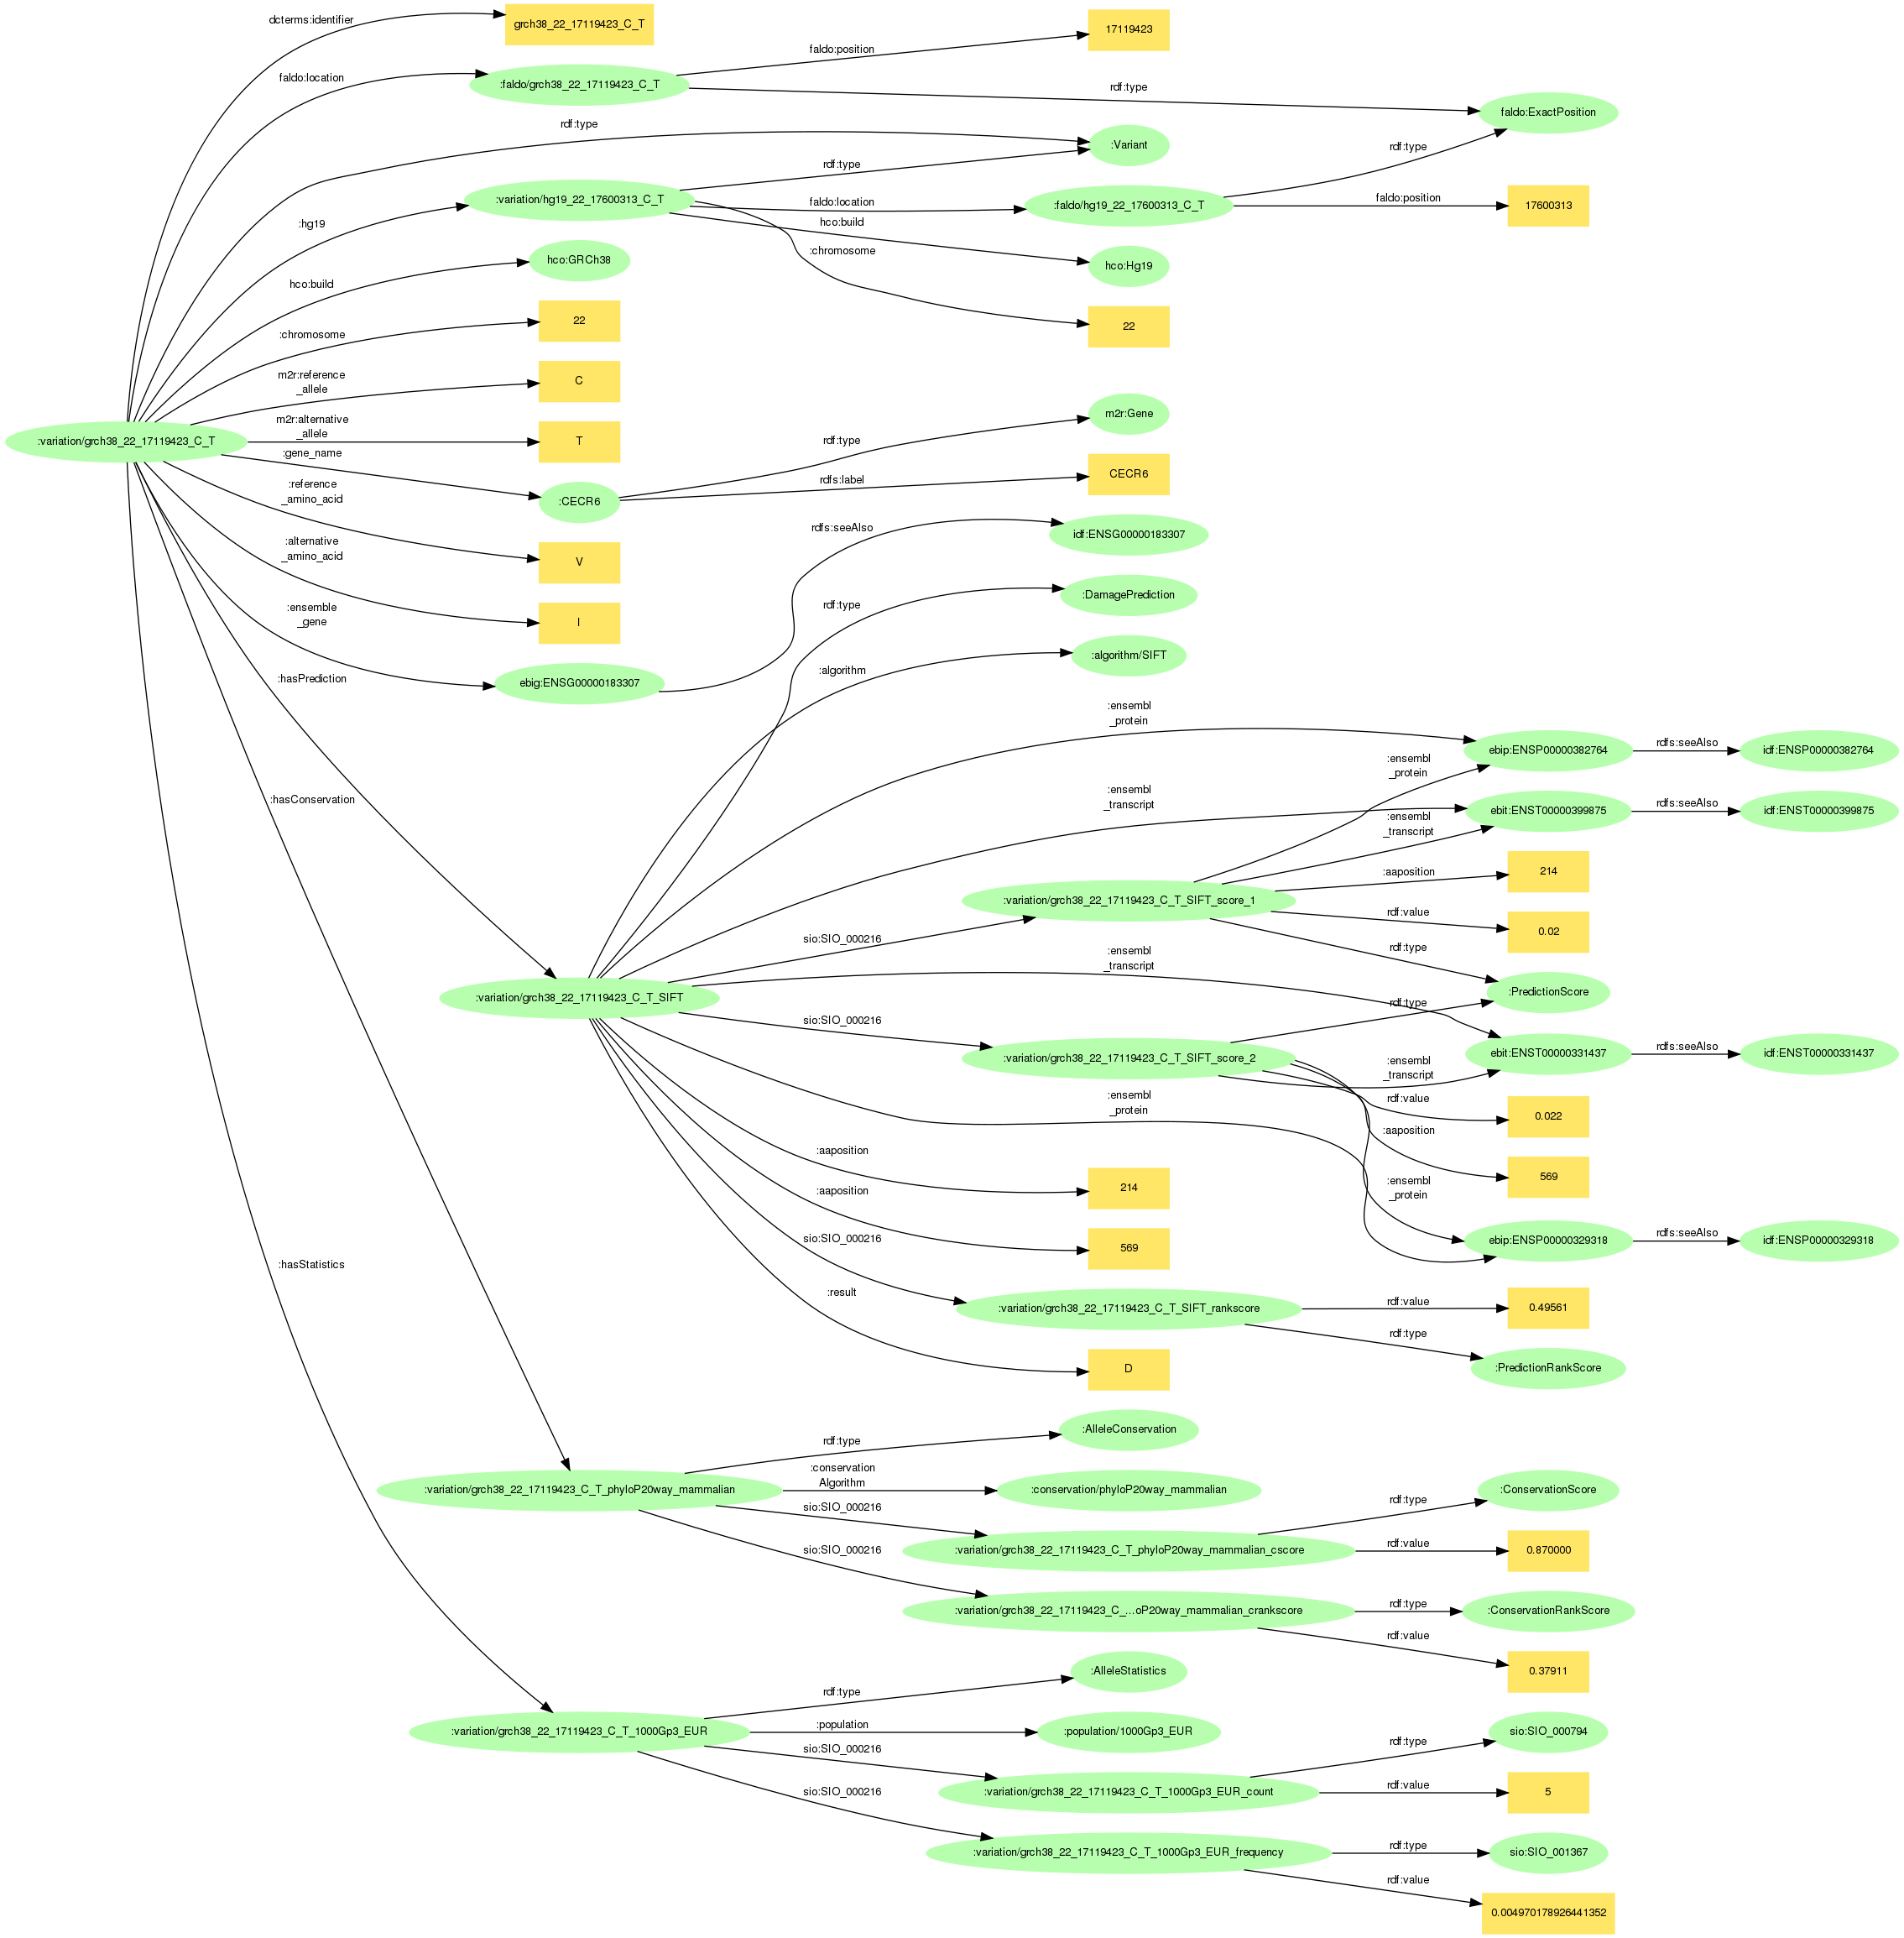 dcterms:identifier
grch38_22_17119423_C_T
17119423
faldo:position
faldo:location
:faldo/grch38_22_17119423_C_T
rdf:type
faldo:ExactPosition
rdf:type
:Variant
rdf:type
rdf:type
:variation/hg19_22_17600313_C_T
faldo:location
:faldo/hg19_22_17600313_C_T
faldo:position
17600313
:hg19
hco:build
:chromosome
hco:GRCh38
hco:Hg19
hco:build
22
22
:chromosome
m2r:reference
_allele
C
m2r:alternative
_allele
T
m2r:Gene
rdf:type
:variation/grch38_22_17119423_C_T
:gene_name
:CECR6
rdfs:label
CECR6
:reference
_amino_acid
V
rdfs:seeAlso
idf:ENSG00000183307
:alternative
_amino_acid
I
rdf:type
:DamagePrediction
:ensemble
_gene
ebig:ENSG00000183307
:algorithm
:algorithm/SIFT
:hasPrediction
:ensembl
_protein
ebip:ENSP00000382764
rdfs:seeAlso
idf:ENSP00000382764
:ensembl
_protein
:ensembl
_transcript
ebit:ENST00000399875
rdfs:seeAlso
idf:ENST00000399875
:ensembl
_transcript
:hasConservation
:aaposition
214
:variation/grch38_22_17119423_C_T_SIFT_score_1
rdf:value
0.02
sio:SIO_000216
rdf:type
:PredictionScore
:variation/grch38_22_17119423_C_T_SIFT
:ensembl
_transcript
rdf:type
sio:SIO_000216
:variation/grch38_22_17119423_C_T_SIFT_score_2
ebit:ENST00000331437
rdfs:seeAlso
idf:ENST00000331437
:ensembl
_transcript
:ensembl
_protein
rdf:value
0.022
:aaposition
569
:aaposition
214
:ensembl
_protein
:aaposition
569
ebip:ENSP00000329318
rdfs:seeAlso
idf:ENSP00000329318
:hasStatistics
sio:SIO_000216
:variation/grch38_22_17119423_C_T_SIFT_rankscore
rdf:value
0.49561
:result
D
rdf:type
:PredictionRankScore
rdf:type
:AlleleConservation
:variation/grch38_22_17119423_C_T_phyloP20way_mammalian
:conservation
Algorithm
:conservation/phyloP20way_mammalian
rdf:type
:ConservationScore
sio:SIO_000216
:variation/grch38_22_17119423_C_T_phyloP20way_mammalian_cscore
rdf:value
0.870000
sio:SIO_000216
:variation/grch38_22_17119423_C_...oP20way_mammalian_crankscore
rdf:type
:ConservationRankScore
rdf:value
0.37911
rdf:type
:AlleleStatistics
:variation/grch38_22_17119423_C_T_1000Gp3_EUR
:population
:population/1000Gp3_EUR
rdf:type
sio:SIO_000794
sio:SIO_000216
:variation/grch38_22_17119423_C_T_1000Gp3_EUR_count
rdf:value
5
sio:SIO_000216
:variation/grch38_22_17119423_C_T_1000Gp3_EUR_frequency
rdf:type
sio:SIO_001367
rdf:value
0.004970178926441352